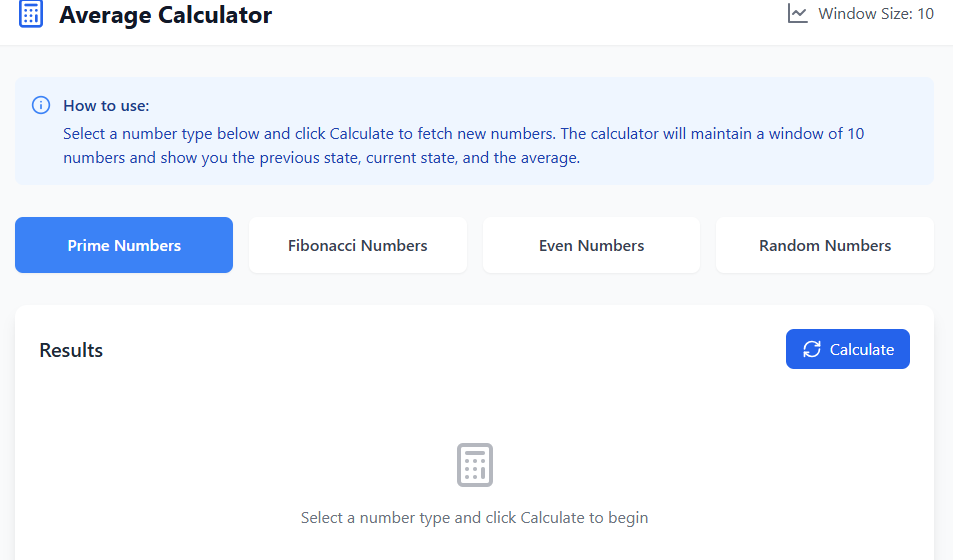 Average Calculator
Window Size: 10
How to use:
Select a number type below and click Calculate to fetch new numbers. The calculator will maintain a window of 10
numbers and show you the previous state, current state, and the average.
Prime Numbers
Fibonacci Numbers
Even Numbers
Random Numbers
Results
Calculate
Select a number type and click Calculate to begin